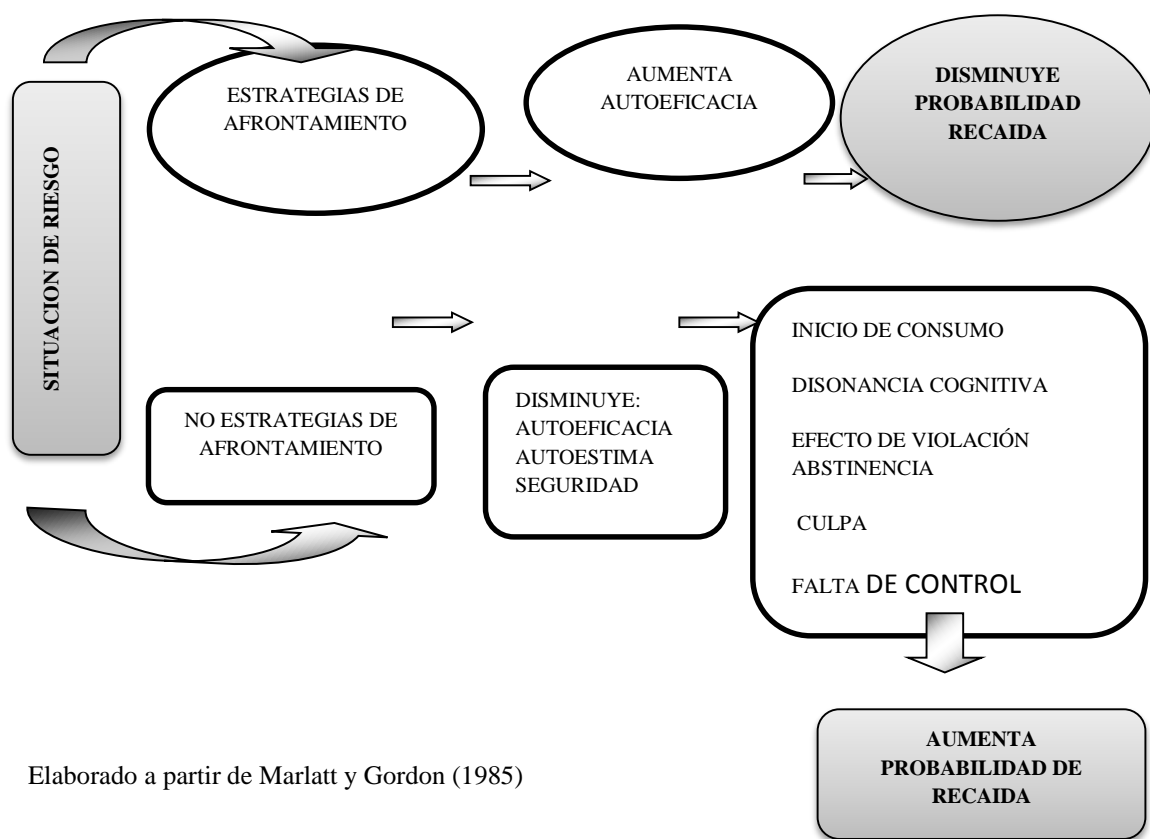 SITUACION DE RIESGO
ESTRATEGIAS DE
AFRONTAMIENTO
AUMENTA
AUTOEFICACIA
DISMINUYE
PROBABILIDAD
RECAIDA
NO ESTRATEGIAS DE
AFRONTAMIENTO
DISMINUYE:
AUTOEFICACIA
AUTOESTIMA
SEGURIDAD
INICIO DE CONSUMO
DISONANCIA COGNITIVA
EFECTO DE VIOLACIÓN
ABSTINENCIA
CULPA
FALTA DE CONTROL
AUMENTA
PROBABILIDAD DE
RECAIDA
Elaborado a partir de Marlatt y Gordon (1985)